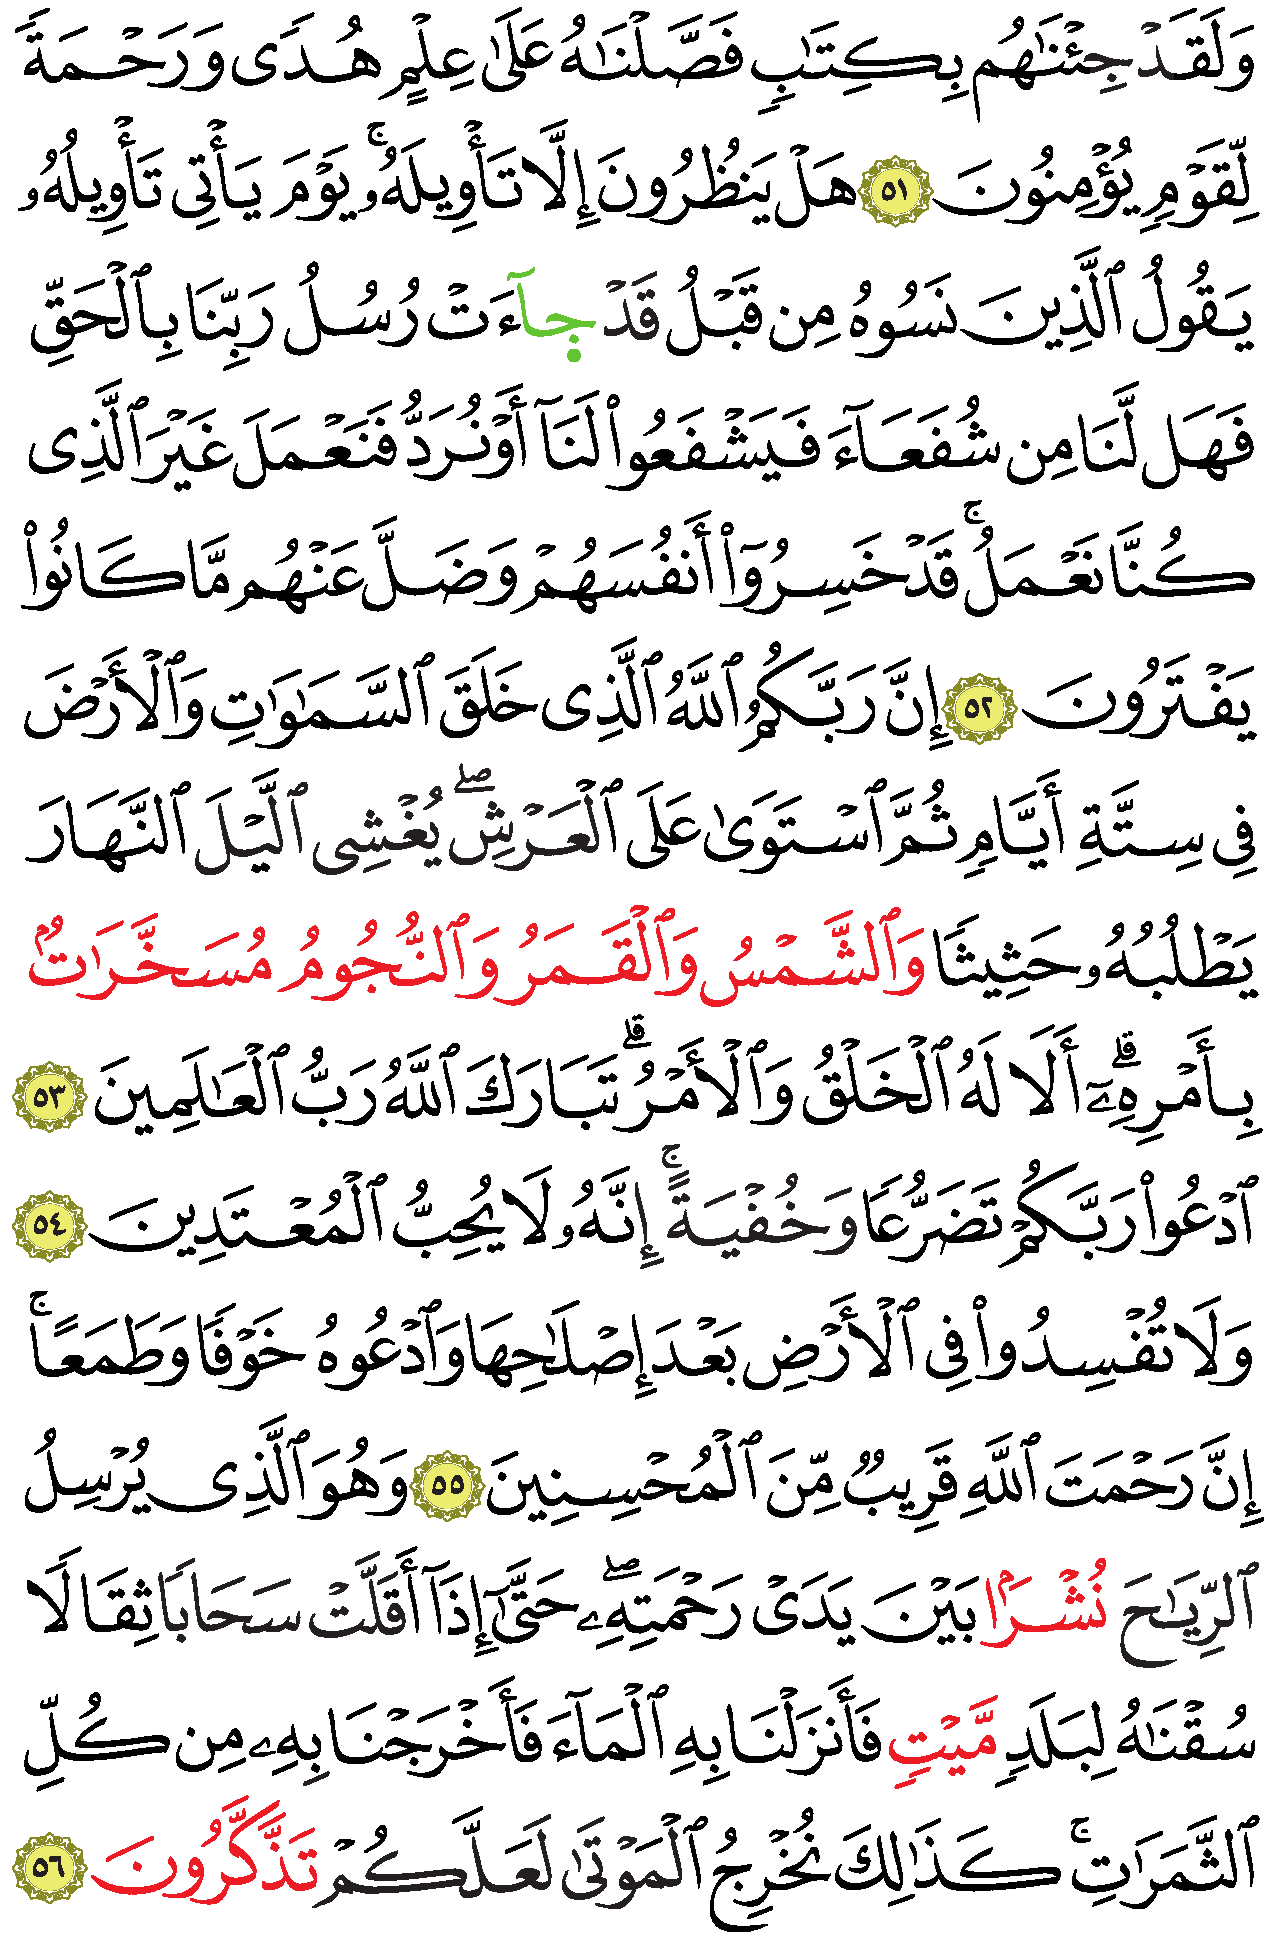 وَلَقَدْ جِئْنَٰهُم بِكِتَٰبٍ فَصَّلْنَٰهُ عَلَىٰ عِلْمٍ هُدًى وَرَحْمَةً
لِّقَوْمٍ يُؤْمِنُونَ ٥١ هَلْ يَنظُرُونَ إِلَّا تَأْوِيلَهُۥۚ يَوْمَ يَأْتِى تَأْوِيلُهُۥ
يَقُولُ ٱلَّذِينَ نَسُوهُ مِن قَبْلُ قَدْ جَآءَتْ رُسُلُ رَبِّنَا بِٱلْحَقِّ
فَهَل لَّنَا مِن شُفَعَآءَ فَيَشْفَعُوا۟ لَنَآ أَوْ نُرَدُّ فَنَعْمَلَ غَيْرَ ٱلَّذِى
كُنَّا نَعْمَلُۚ قَدْ خَسِرُوٓا۟ أَنفُسَهُمْ وَضَلَّ عَنْهُم مَّا كَانُوا۟
يَفْتَرُونَ ٥٢ إِنَّ رَبَّكُمُ ٱللَّهُ ٱلَّذِى خَلَقَ ٱلسَّمَٰوَٰتِ وَٱلْأَرْضَ
فِى سِتَّةِ أَيَّامٍ ثُمَّ ٱسْتَوَىٰ عَلَى ٱلْعَرْشِۖ يُغْشِى ٱلَّيْلَ ٱلنَّهَارَ
يَطْلُبُهُۥ حَثِيثًا وَٱلشَّمْسُ وَٱلْقَمَرُ وَٱلنُّجُومُ مُسَخَّرَٰتٌۢ
بِأَمْرِهِۦٓۗ أَلَا لَهُ ٱلْخَلْقُ وَٱلْأَمْرُۗ تَبَارَكَ ٱللَّهُ رَبُّ ٱلْعَٰلَمِينَ ٥٣
ٱدْعُوا۟ رَبَّكُمْ تَضَرُّعًا وَخُفْيَةًۚ إِنَّهُۥ لَا يُحِبُّ ٱلْمُعْتَدِينَ ٥٤
وَلَا تُفْسِدُوا۟ فِى ٱلْأَرْضِ بَعْدَ إِصْلَٰحِهَا وَٱدْعُوهُ خَوْفًا وَطَمَعًاۚ
إِنَّ رَحْمَتَ ٱللَّهِ قَرِيبٌ مِّنَ ٱلْمُحْسِنِينَ ٥٥ وَهُوَ ٱلَّذِى يُرْسِلُ
ٱلرِّيَٰحَ نُشْرًۢا بَيْنَ يَدَىْ رَحْمَتِهِۦۖ حَتَّىٰٓ إِذَآ أَقَلَّتْ سَحَابًا ثِقَالًا
سُقْنَٰهُ لِبَلَدٍ مَّيْتٍ فَأَنزَلْنَا بِهِ ٱلْمَآءَ فَأَخْرَجْنَا بِهِۦ مِن كُلِّ
ٱلثَّمَرَٰتِۚ كَذَٰلِكَ نُخْرِجُ ٱلْمَوْتَىٰ لَعَلَّكُمْ تَذَّكَّرُونَ ٥٦